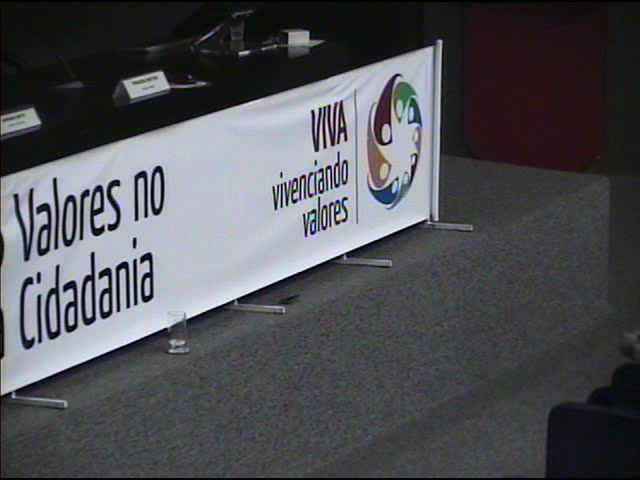 Valores no
Cidadania
VIVA
vivenciando
valores